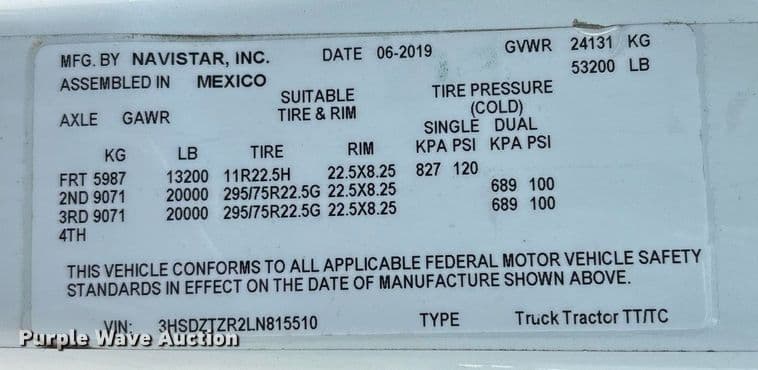 MFG. BY NAVISTAR, INC. DATE 06-2019 GVWR 24131 KG
53200 LB
ASSEMBLED IN MEXICO
SUITABLE TIRE PRESSURE
AXLE GAWR TIRE & RIM (COLD)
SINGLE DUAL
KG LB TIRE RIM KPA PSI KPA PSI
FRT 5987 13200 11R22.5H 22.5X8.25 827 120
2ND 9071 20000 295/75R22.5G 22.5X8.25 689 100
3RD 9071 20000 295/75R22.5G 22.5X8.25 689 100
4TH
THIS VEHICLE CONFORMS TO ALL APPLICABLE FEDERAL MOTOR VEHICLE SAFETY
STANDARDS IN EFFECT ON THE DATE OF MANUFACTURE SHOWN ABOVE.
VIN: 3HSDZTZR2LN815510 TYPE Truck Tractor TT/TC
Purple Wave Auction